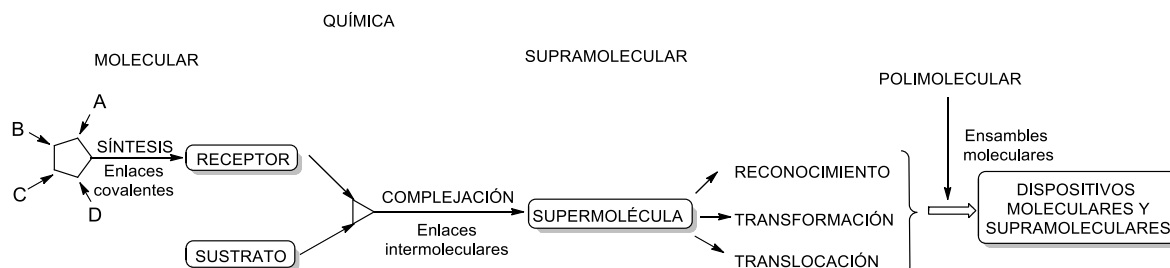 QUÍMICA
MOLECULAR
SUPRAMOLECULAR
POLIMOLECULAR
A
B
C
D
SÍNTESIS
Enlaces
covalentes
RECEPTOR
SUSTRATO
COMPLEJACIÓN
Enlaces
intermoleculares
SUPERMOLÉCULA
RECONOCIMIENTO
TRANSFORMACIÓN
TRANSLOCACIÓN
Ensambles
moleculares
DISPOSITIVOS
MOLECULARES Y
SUPRAMOLECULARES